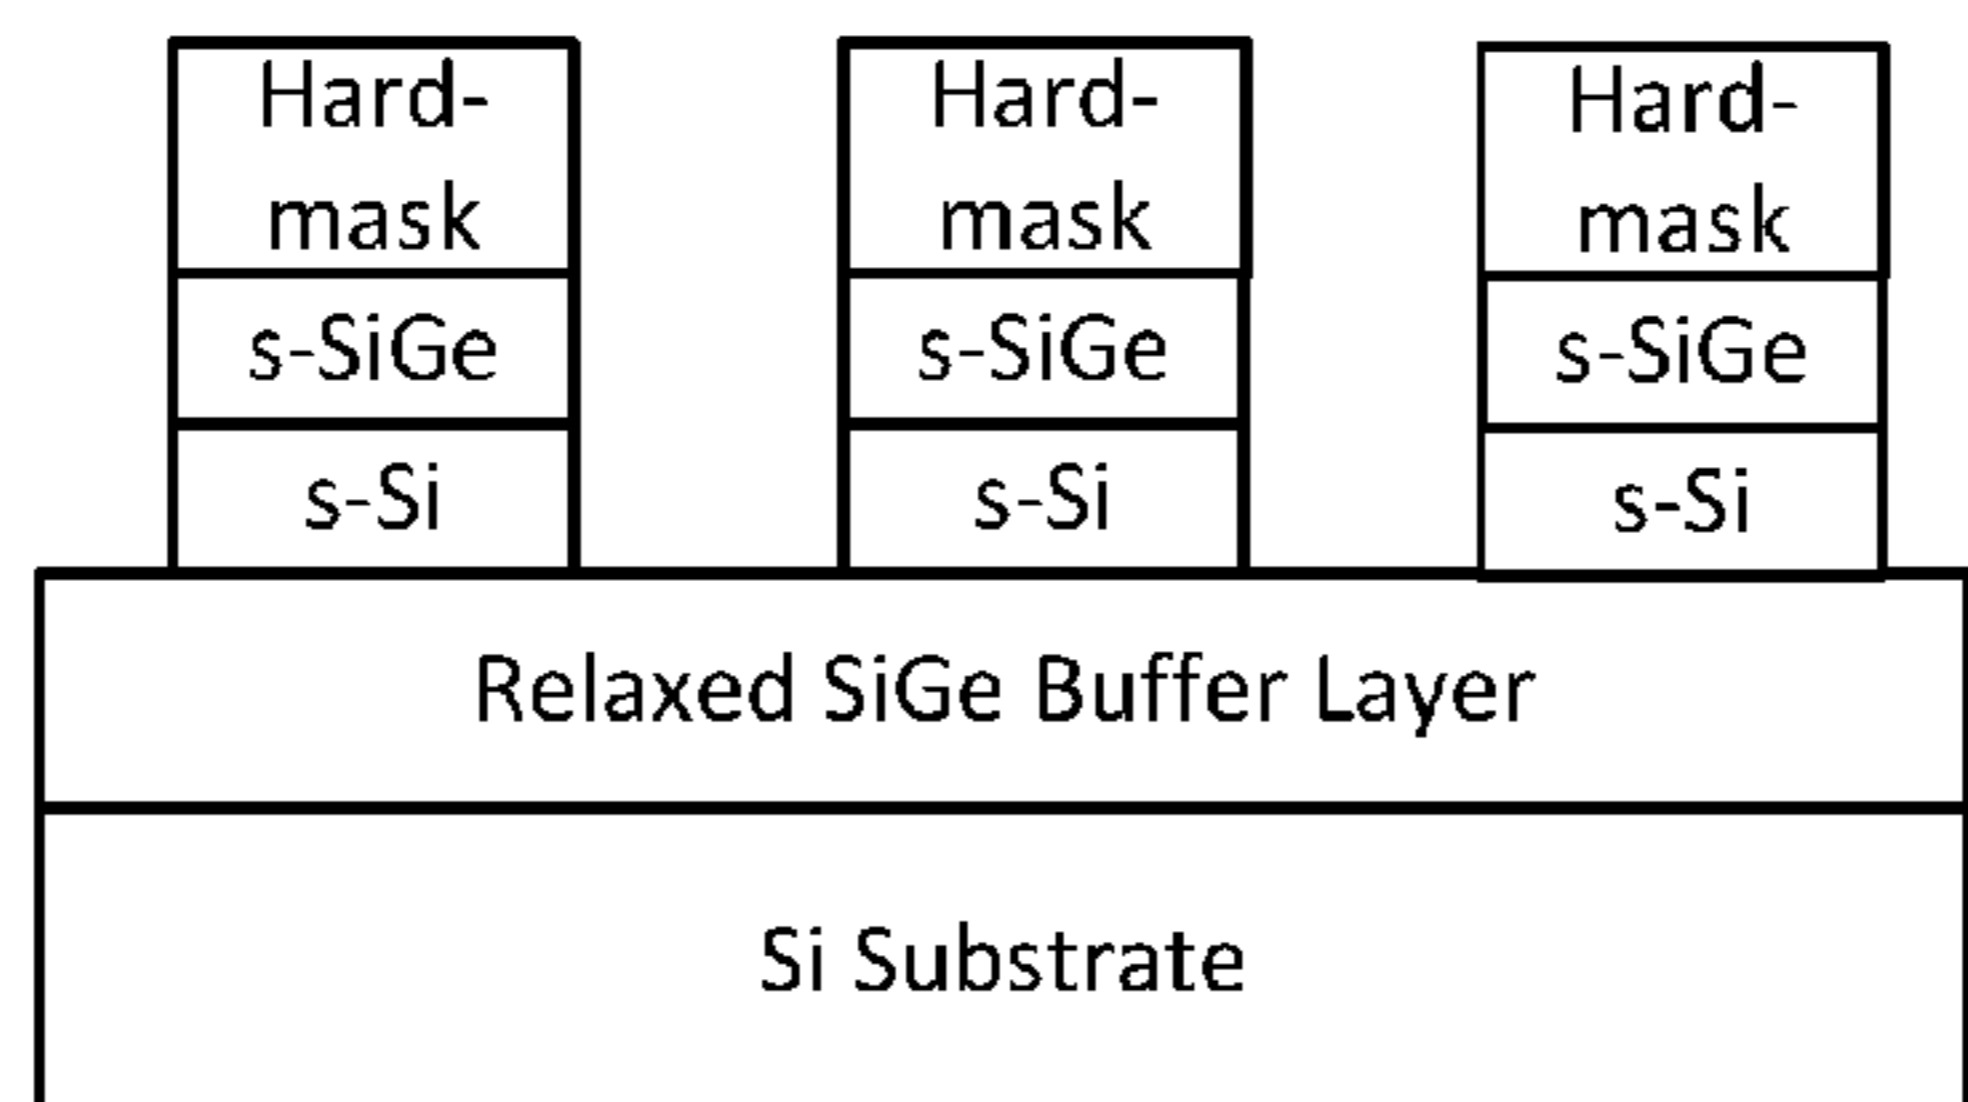 Hard-
mask
s-SiGe
s-Si
Hard-
mask
s-SiGe
s-Si
Hard-
mask
s-SiGe
s-Si
Relaxed SiGe Buffer Layer
Si Substrate